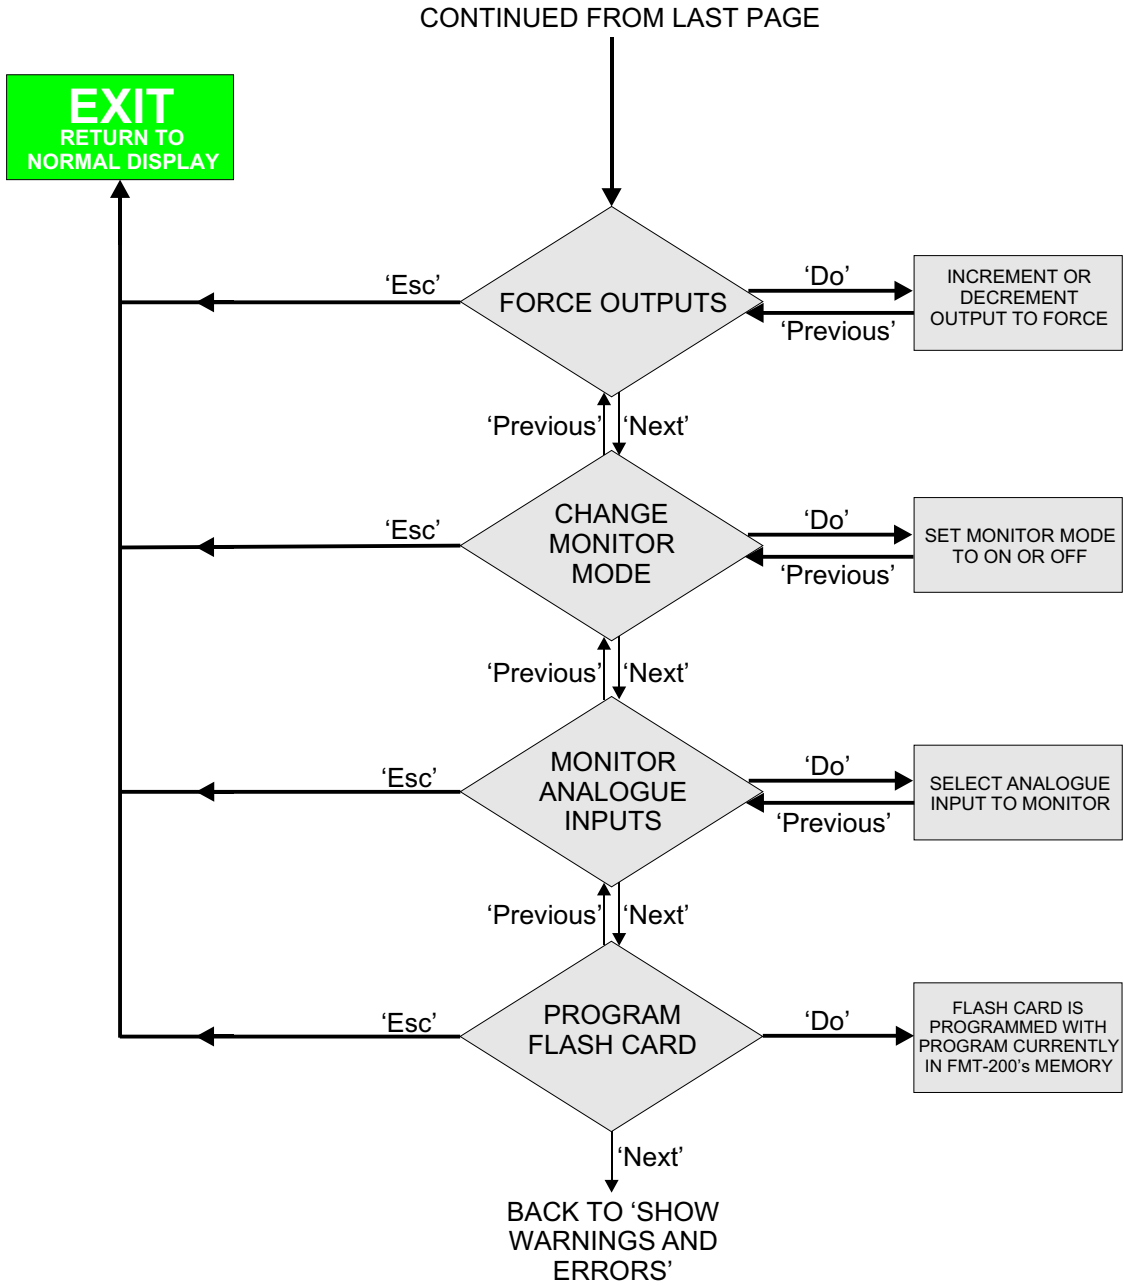 CONTINUED FROM LAST PAGE
EXIT
RETURN TO
NORMAL DISPLAY
‘Esc’
FORCE OUTPUTS
‘Do’
‘Previous’
INCREMENT OR
DECREMENT
OUTPUT TO FORCE
‘Previous’
‘Next’
‘Esc’
CHANGE
MONITOR
MODE
‘Do’
‘Previous’
SET MONITOR MODE
TO ON OR OFF
‘Previous’
‘Next’
‘Esc’
MONITOR
ANALOGUE
INPUTS
‘Do’
‘Previous’
SELECT ANALOGUE
INPUT TO MONITOR
‘Previous’
‘Next’
‘Esc’
PROGRAM
FLASH CARD
‘Do’
FLASH CARD IS
PROGRAMMED WITH
PROGRAM CURRENTLY
IN FMT-200's MEMORY
‘Next’
BACK TO ‘SHOW
WARNINGS AND
ERRORS’